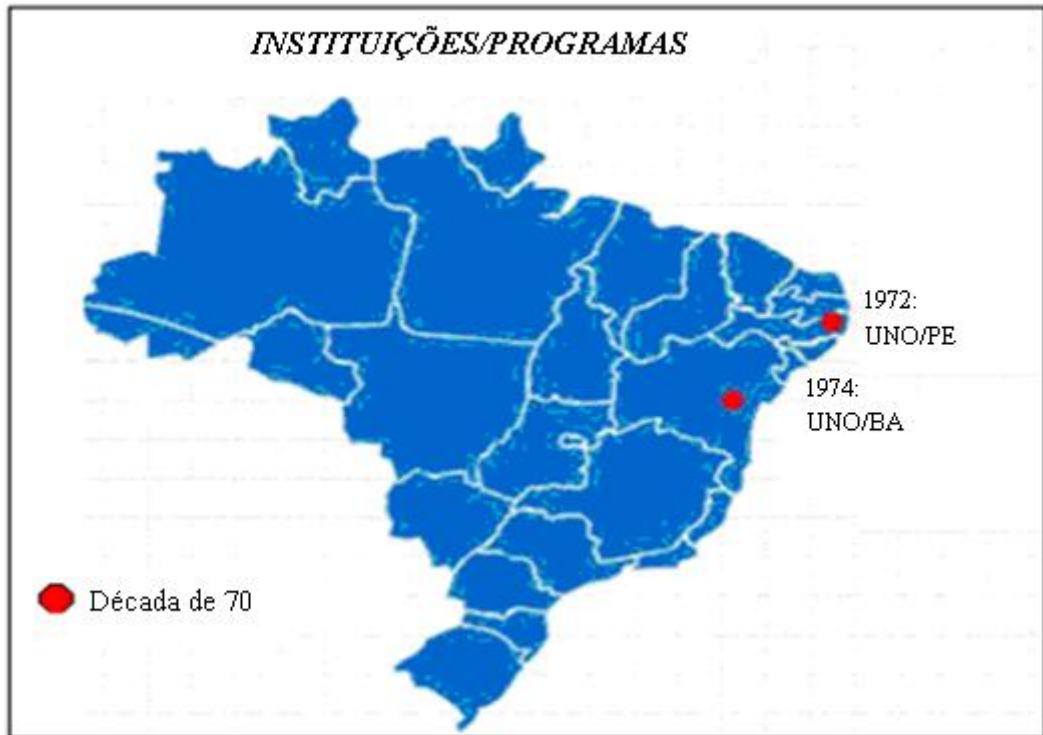 INSTITUIÇÕES/PROGRAMAS
1972:
UNO/PE
1974:
UNO/BA
Década de 70